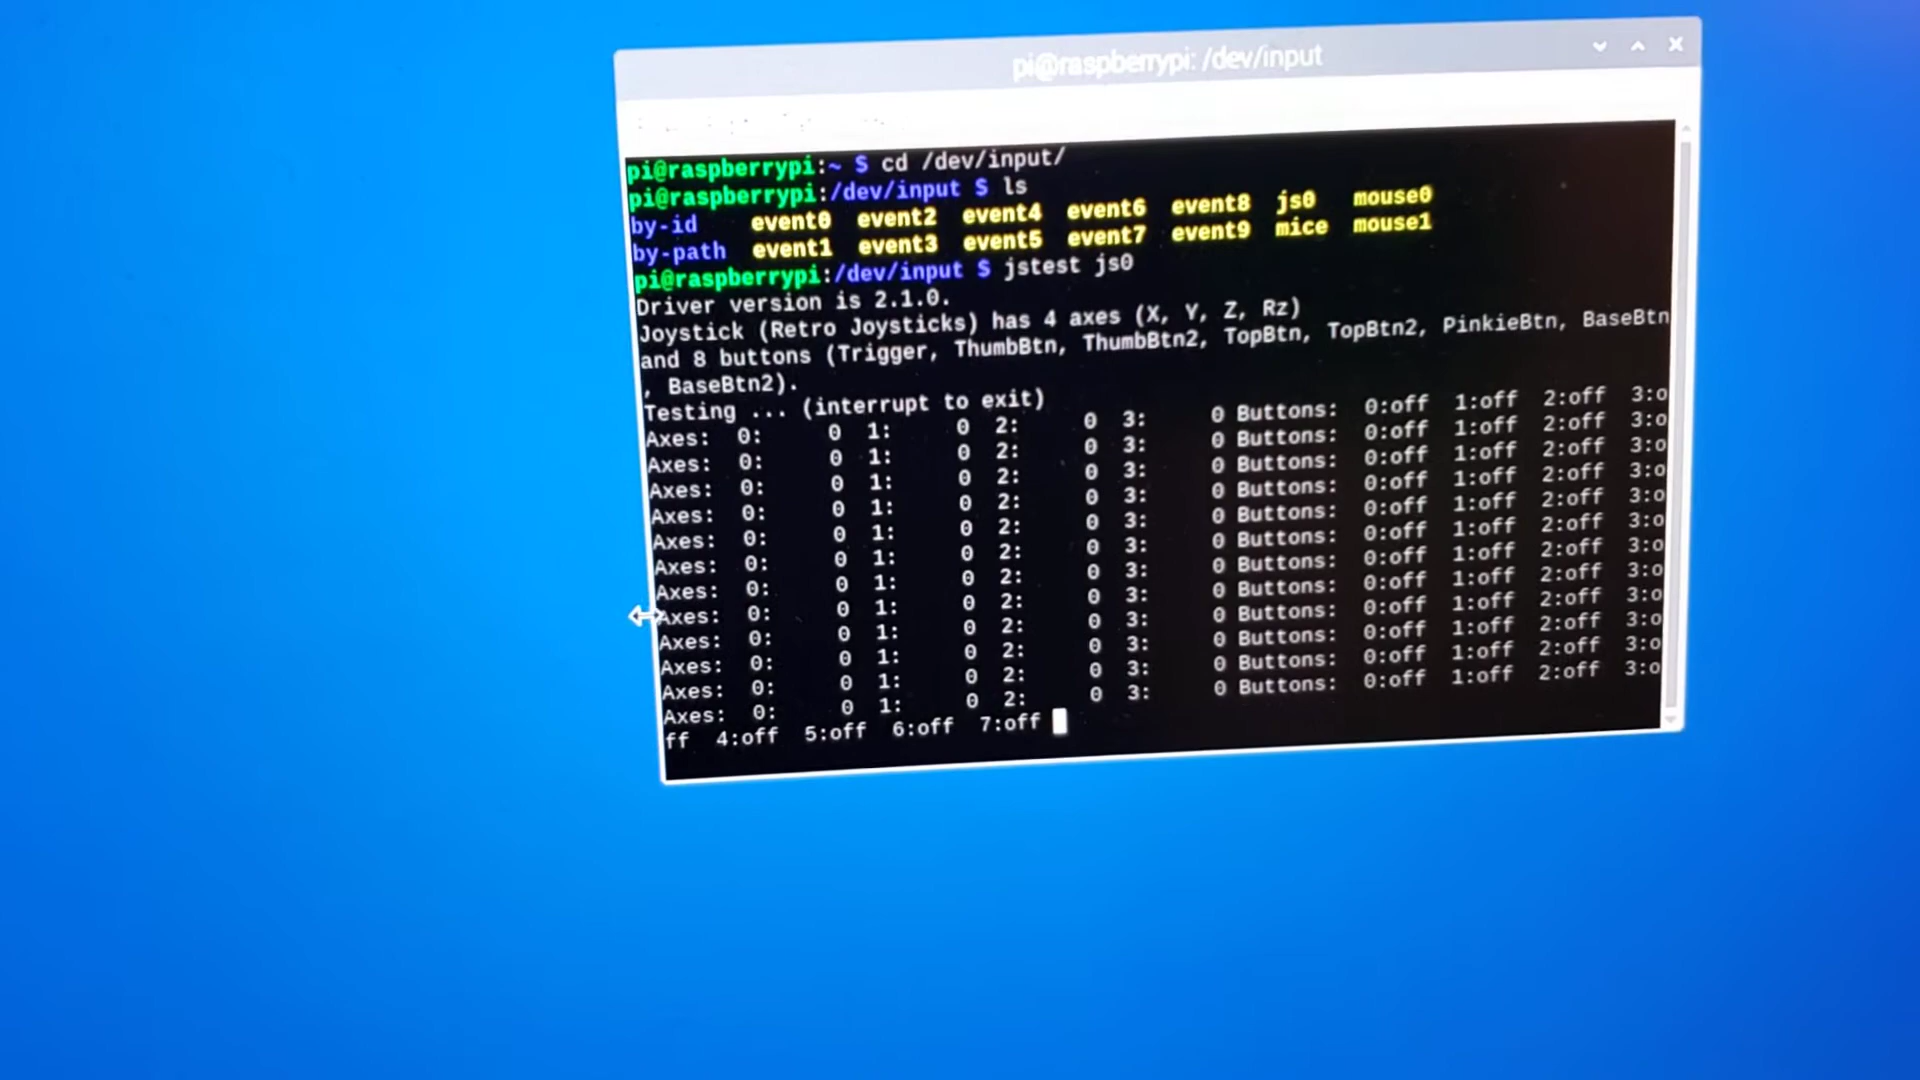 pi@raspberrypi: /dev/input
pi@raspberrypi:~ $ cd /dev/input/
pi@raspberrypi:/dev/input $ ls
by-id event0 event2 event4 event6 event8 js0 mouse0
by-path event1 event3 event5 event7 event9 mice mouse1
pi@raspberrypi:/dev/input $ jstest js0
Driver version is 2.1.0.
Joystick (Retro Joysticks) has 4 axes (X, Y, Z, Rz)
and 8 buttons (Trigger, ThumbBtn, ThumbBtn2, TopBtn, TopBtn2, PinkieBtn, BaseBtn
, BaseBtn2).
Testing ... (interrupt to exit)
Axes: 0: 0 1: 0 2: 0 3: 0 Buttons: 0:off 1:off 2:off 3:o
Axes: 0: 0 1: 0 2: 0 3: 0 Buttons: 0:off 1:off 2:off 3:o
Axes: 0: 0 1: 0 2: 0 3: 0 Buttons: 0:off 1:off 2:off 3:o
Axes: 0: 0 1: 0 2: 0 3: 0 Buttons: 0:off 1:off 2:off 3:o
Axes: 0: 0 1: 0 2: 0 3: 0 Buttons: 0:off 1:off 2:off 3:o
Axes: 0: 0 1: 0 2: 0 3: 0 Buttons: 0:off 1:off 2:off 3:o
Axes: 0: 0 1: 0 2: 0 3: 0 Buttons: 0:off 1:off 2:off 3:o
Axes: 0: 0 1: 0 2: 0 3: 0 Buttons: 0:off 1:off 2:off 3:o
Axes: 0: 0 1: 0 2: 0 3: 0 Buttons: 0:off 1:off 2:off 3:o
Axes: 0: 0 1: 0 2: 0 3: 0 Buttons: 0:off 1:off 2:off 3:o
Axes: 0: 0 1: 0 2: 0 3: 0 Buttons: 0:off 1:off 2:off 3:o
Axes: 0: 0 1: 0 2: 0 3: 0 Buttons: 0:off 1:off 2:off 3:o
ff 4:off 5:off 6:off 7:off